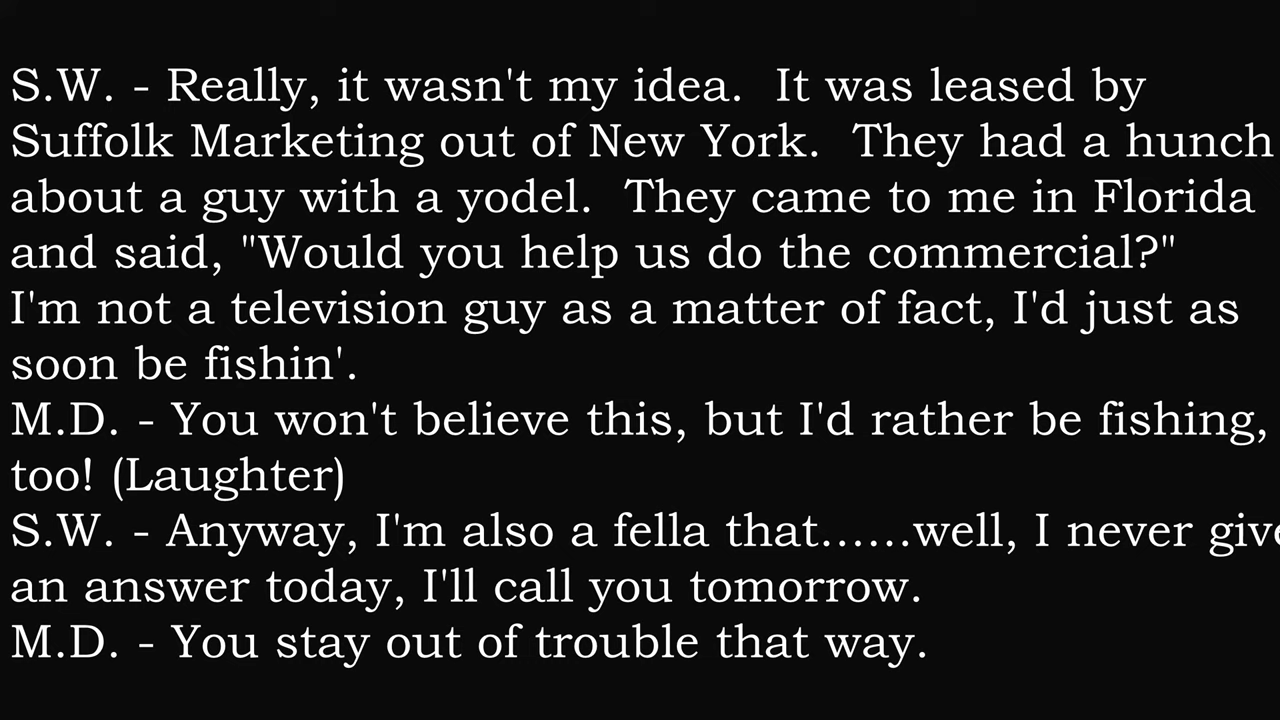 S.W. - Really, it wasn't my idea.  It was leased by
Suffolk Marketing out of New York.  They had a hunch
about a guy with a yodel.  They came to me in Florida
and said, "Would you help us do the commercial?"
I'm not a television guy as a matter of fact, I'd just as
soon be fishin'.
M.D. - You won't believe this, but I'd rather be fishing,
too! (Laughter)
S.W. - Anyway, I'm also a fella that......well, I never give
an answer today, I'll call you tomorrow.
M.D. - You stay out of trouble that way.